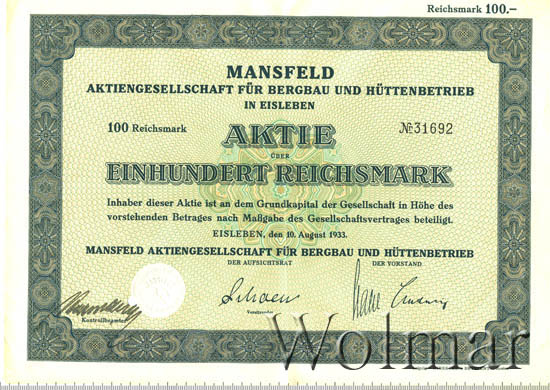 Reichsmark 100.–
MANSFELD
AKTIENGESELLSCHAFT FÜR BERGBAU UND HÜTTENBETRIEB
IN EISLEBEN
100 Reichsmark AKTIE № 31692
ÜBER
EINHUNDERT REICHSMARK
Inhaber dieser Aktie ist an dem Grundkapital der Gesellschaft in Höhe des
vorstehenden Betrages nach Maßgabe des Gesellschaftsvertrages beteiligt.
EISLEBEN, den 10. August 1933.
MANSFELD AKTIENGESELLSCHAFT FÜR BERGBAU UND HÜTTENBETRIEB
DER AUFSICHTSRAT DER VORSTAND
Vorsitzender
Kontrollbeamter
Wolmar